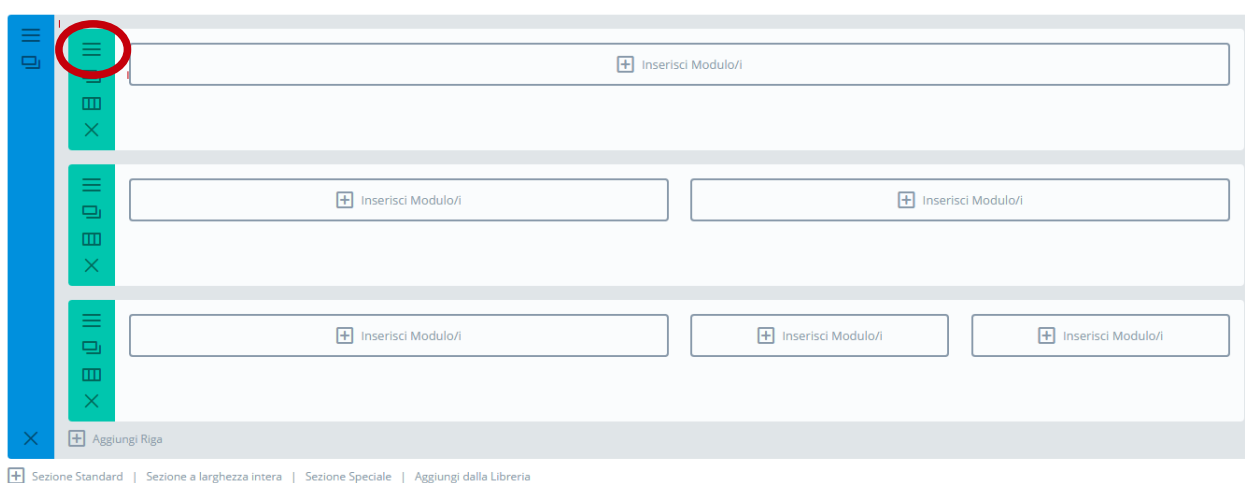 Inserisci Modulo/i
Inserisci Modulo/i Inserisci Modulo/i
Inserisci Modulo/i Inserisci Modulo/i Inserisci Modulo/i
Aggiungi Riga
Sezione Standard | Sezione a larghezza intera | Sezione Speciale | Aggiungi dalla Libreria